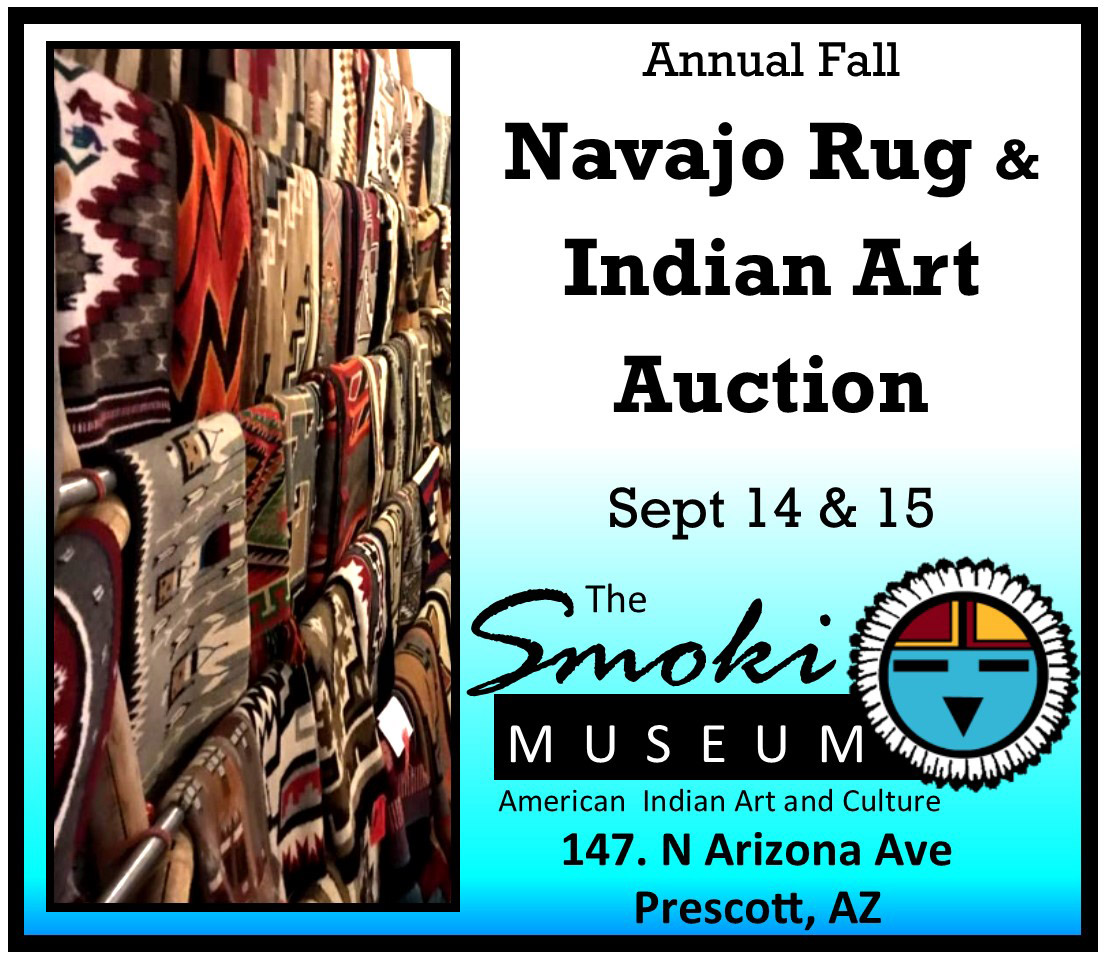 Annual Fall
Navajo Rug &
Indian Art
Auction
Sept 14 & 15
The
Smoki
MUSEUM
American Indian Art and Culture
147. N Arizona Ave
Prescott, AZ